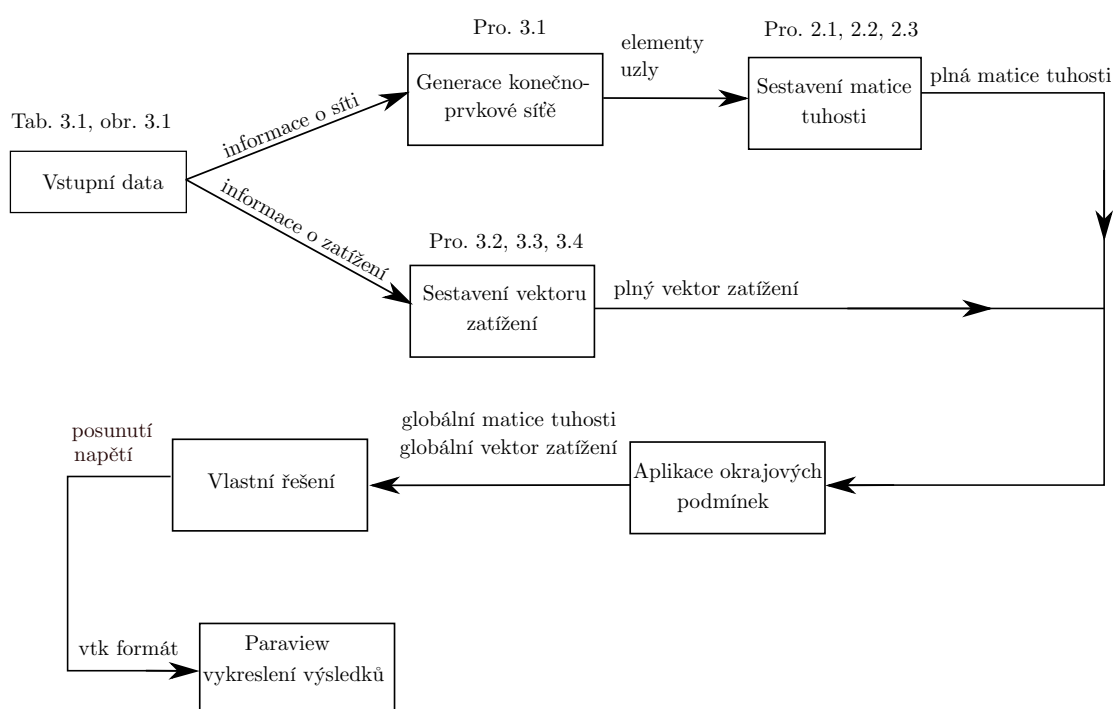 Pro. 3.1
Generace konečno-
prvkové síťě
elementy
uzly
Pro. 2.1, 2.2, 2.3
Sestavení matice
tuhosti
plná matice tuhosti
Tab. 3.1, obr. 3.1
Vstupní data
informace o síti
informace o zatížení
Pro. 3.2, 3.3, 3.4
Sestavení vektoru
zatížení
plný vektor zatížení
globální matice tuhosti
globální vektor zatížení
Aplikace okrajových
podmínek
Vlastní řešení
posunutí
napětí
vtk formát
Paraview
vykreslení výsledků